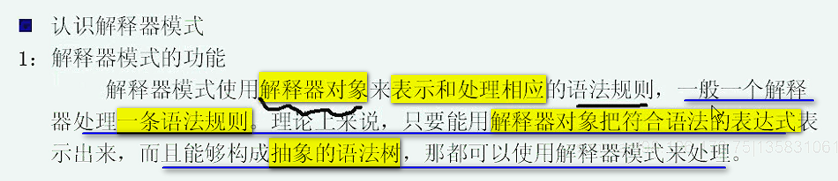 ■ 认识解释器模式
1：解释器模式的功能
解释器模式使用解释器对象来表示和处理相应的语法规则，一般一个解释
器处理一条语法规则。理论上来说，只要能用解释器对象把符合语法的表达式表
示出来，而且能够构成抽象的语法树，那都可以使用解释器模式来处理。